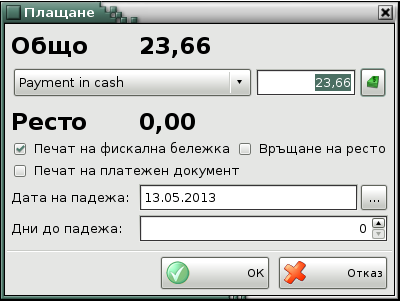 Плащане
Общо 23,66
Payment in cash 23,66
Ресто 0,00
Печат на фискална бележка Връщане на ресто
Печат на платежен документ
Дата на падежа: 13.05.2013 ...
Дни до падежа: 0
OK Отказ